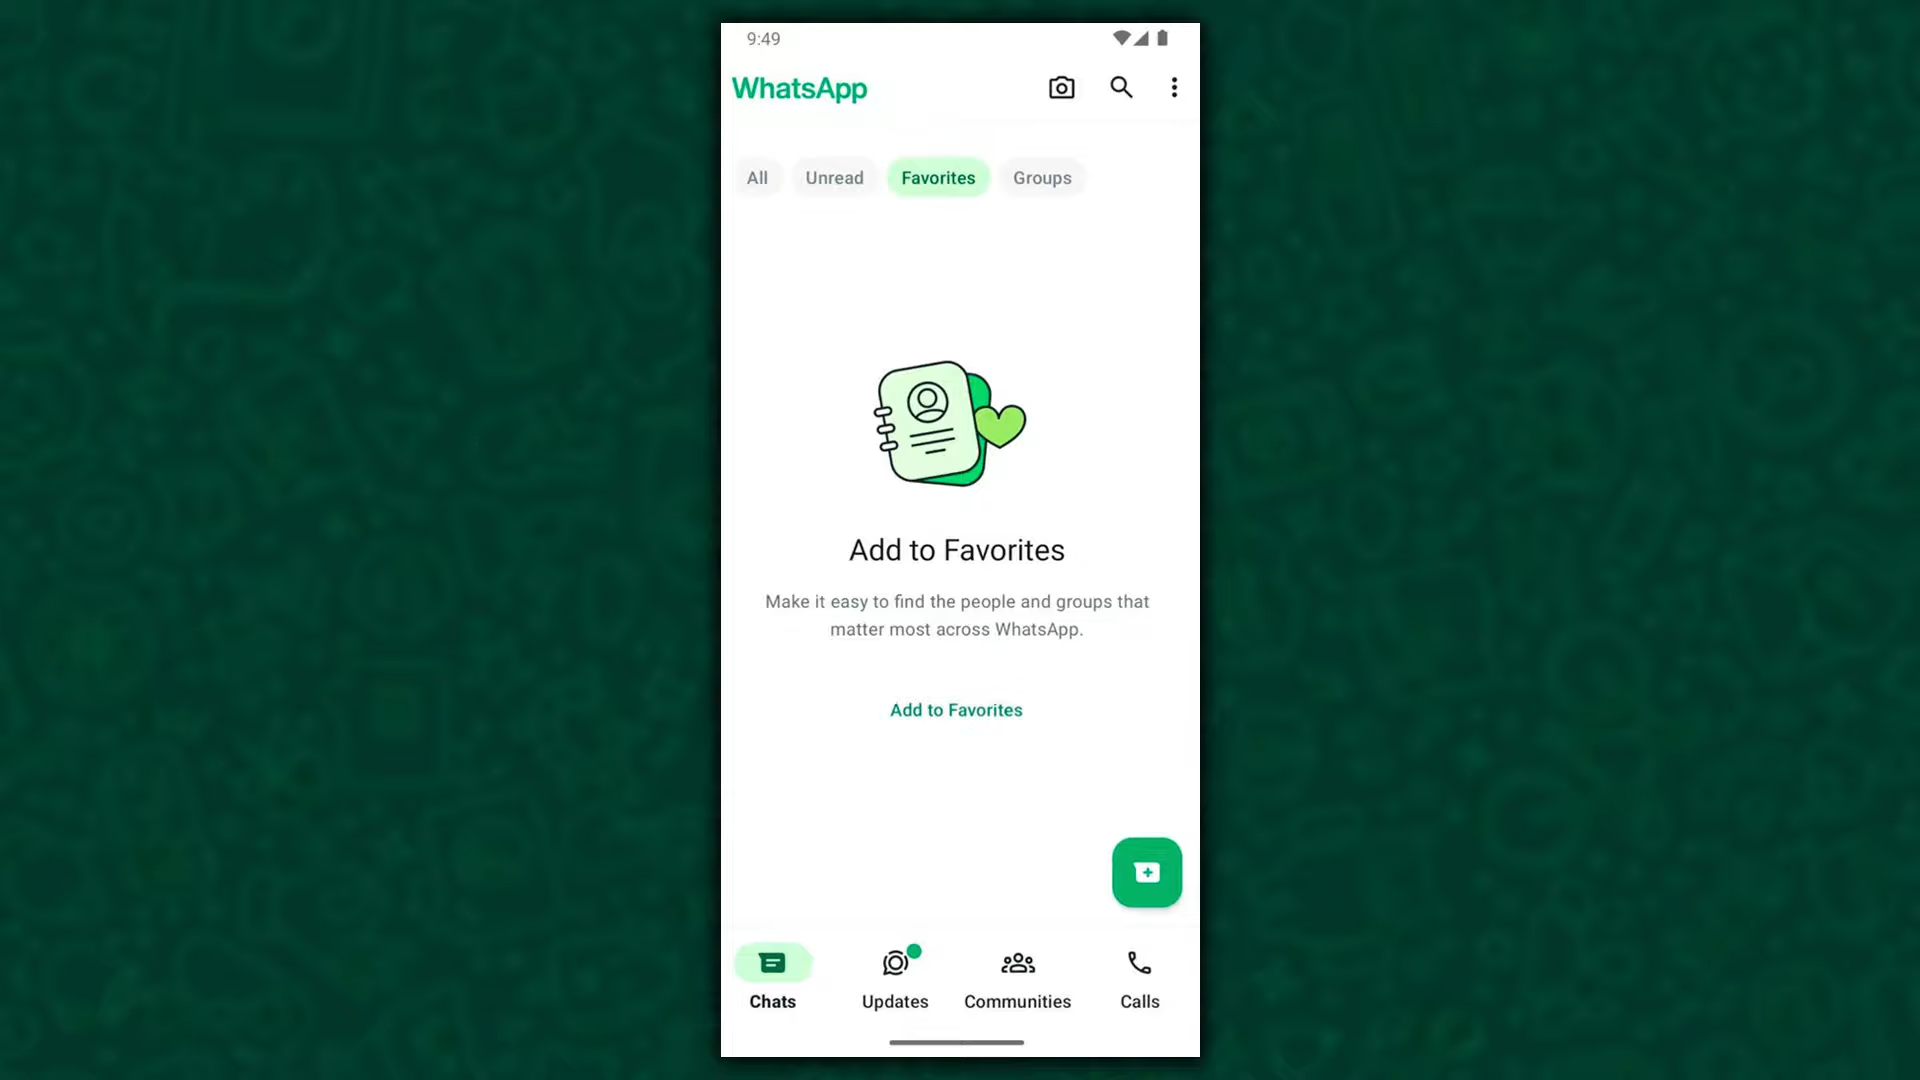 9:49
WhatsApp
All Unread Favorites Groups
Add to Favorites
Make it easy to find the people and groups that
matter most across WhatsApp.
Add to Favorites
Chats Updates Communities Calls